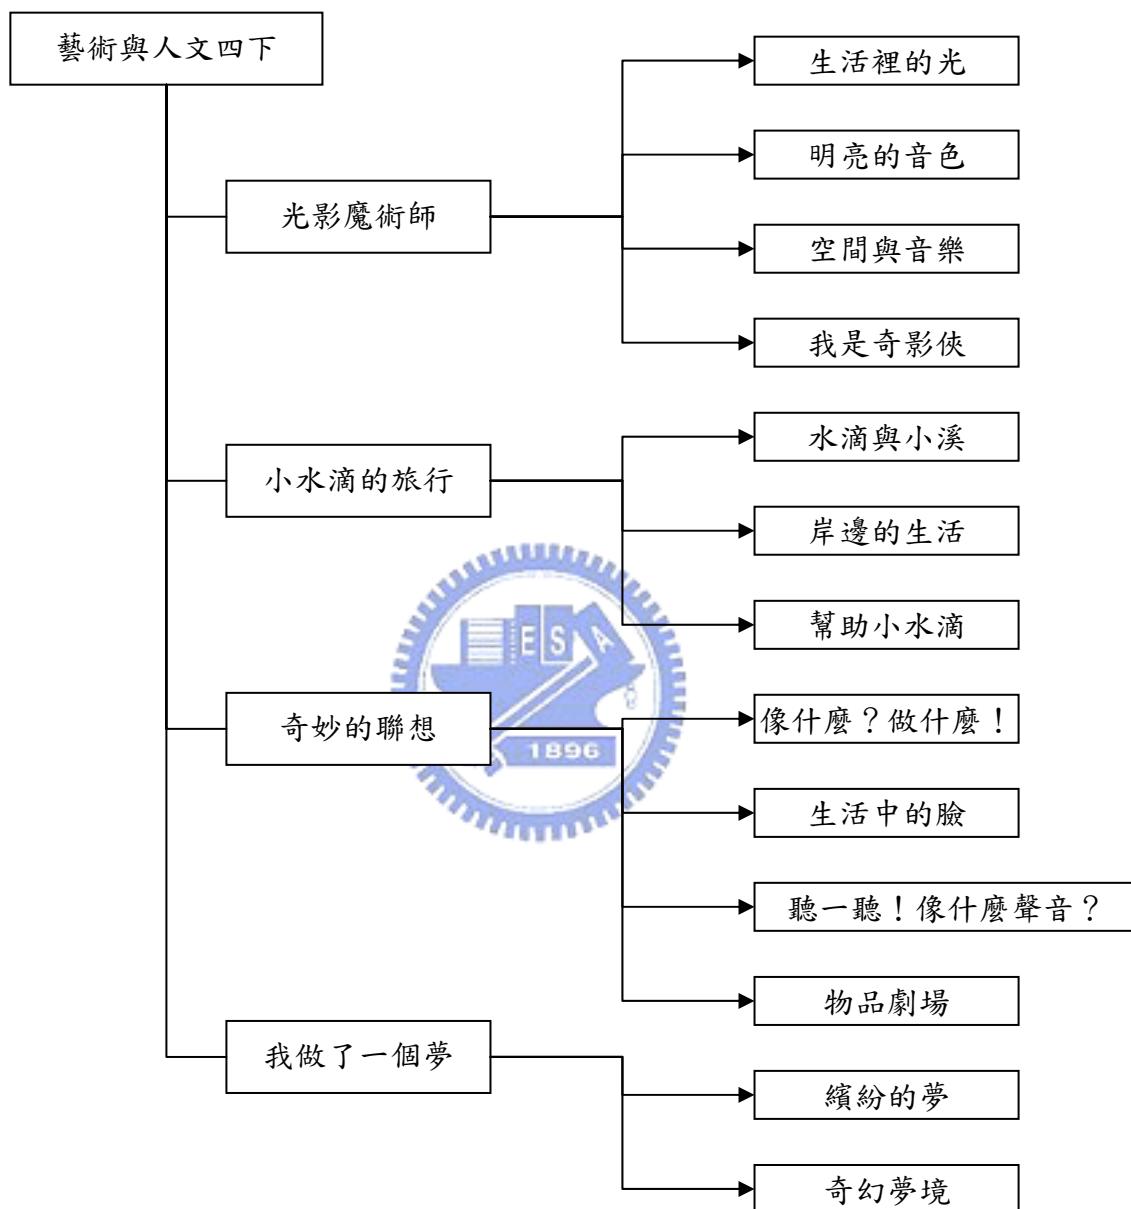 藝術與人文四下
光影魔術師
生活裡的光
明亮的音色
空間與音樂
我是奇影俠
小水滴的旅行
水滴與小溪
岸邊的生活
幫助小水滴
奇妙的聯想
像什麼？做什麼！
生活中的臉
聽一聽！像什麼聲音？
物品劇場
我做了一個夢
繽紛的夢
奇幻夢境
E S A
1896